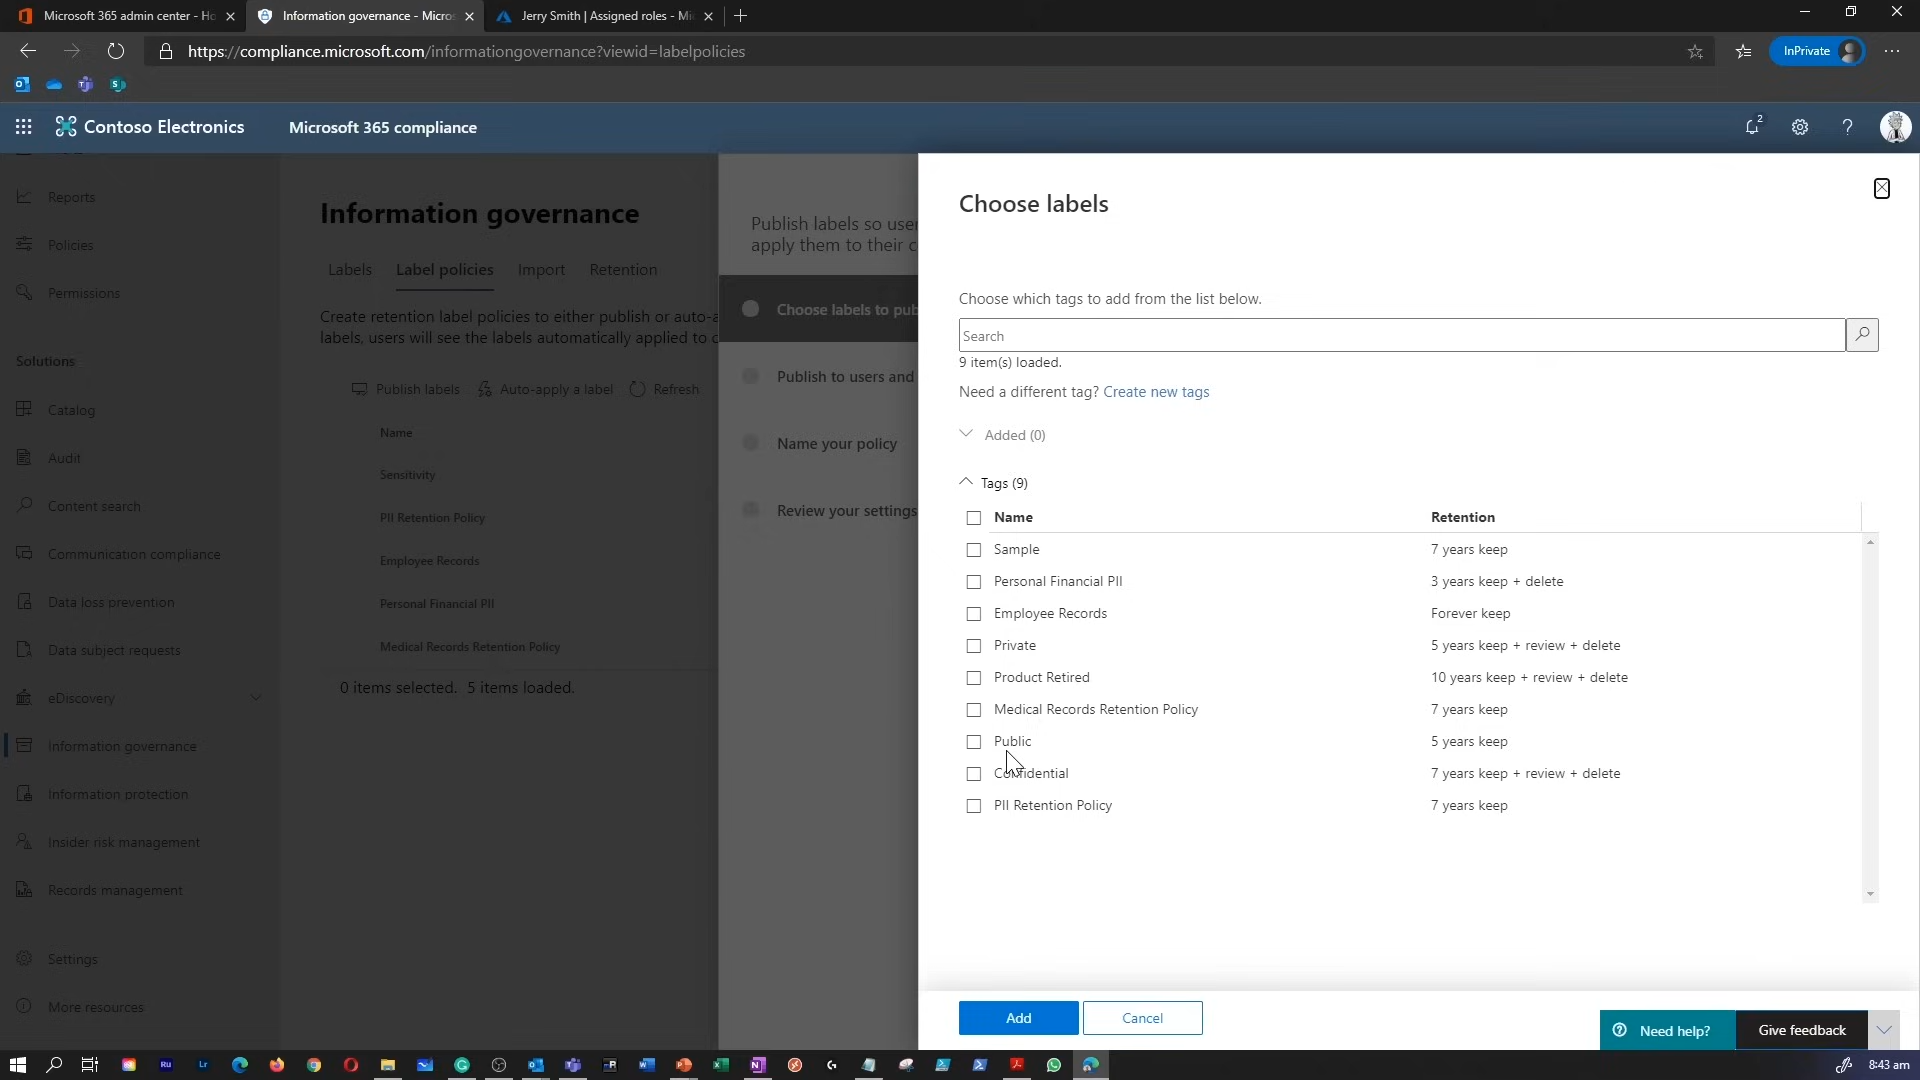 Microsoft 365 admin center - Ho
Information governance - Micros
Jerry Smith | Assigned roles - Mi
https://compliance.microsoft.com/informationgovernance?viewid=labelpolicies
InPrivate
Contoso Electronics
Microsoft 365 compliance
2
Reports
Policies
Permissions
Solutions
Catalog
Audit
Content search
Communication compliance
Data loss prevention
Data subject requests
eDiscovery
Information governance
Information protection
Insider risk management
Records management
Settings
More resources
Information governance
Labels
Label policies
Import
Retention
Create retention label policies to either publish or auto-a
labels, users will see the labels automatically applied to c
Publish labels
Auto-apply a label
Refresh
Name
Sensitivity
PII Retention Policy
Employee Records
Personal Financial PII
Medical Records Retention Policy
0 items selected. 5 items loaded.
Publish labels so user
apply them to their c
Choose labels to pub
Publish to users and
Name your policy
Review your settings
Choose labels
Choose which tags to add from the list below.
Search
9 item(s) loaded.
Need a different tag? Create new tags
Added (0)
Tags (9)
Name Retention
Sample 7 years keep
Personal Financial PII 3 years keep + delete
Employee Records Forever keep
Private 5 years keep + review + delete
Product Retired 10 years keep + review + delete
Medical Records Retention Policy 7 years keep
Public 5 years keep
Confidential 7 years keep + review + delete
PII Retention Policy 7 years keep
Add
Cancel
Need help?
Give feedback
8:43 am